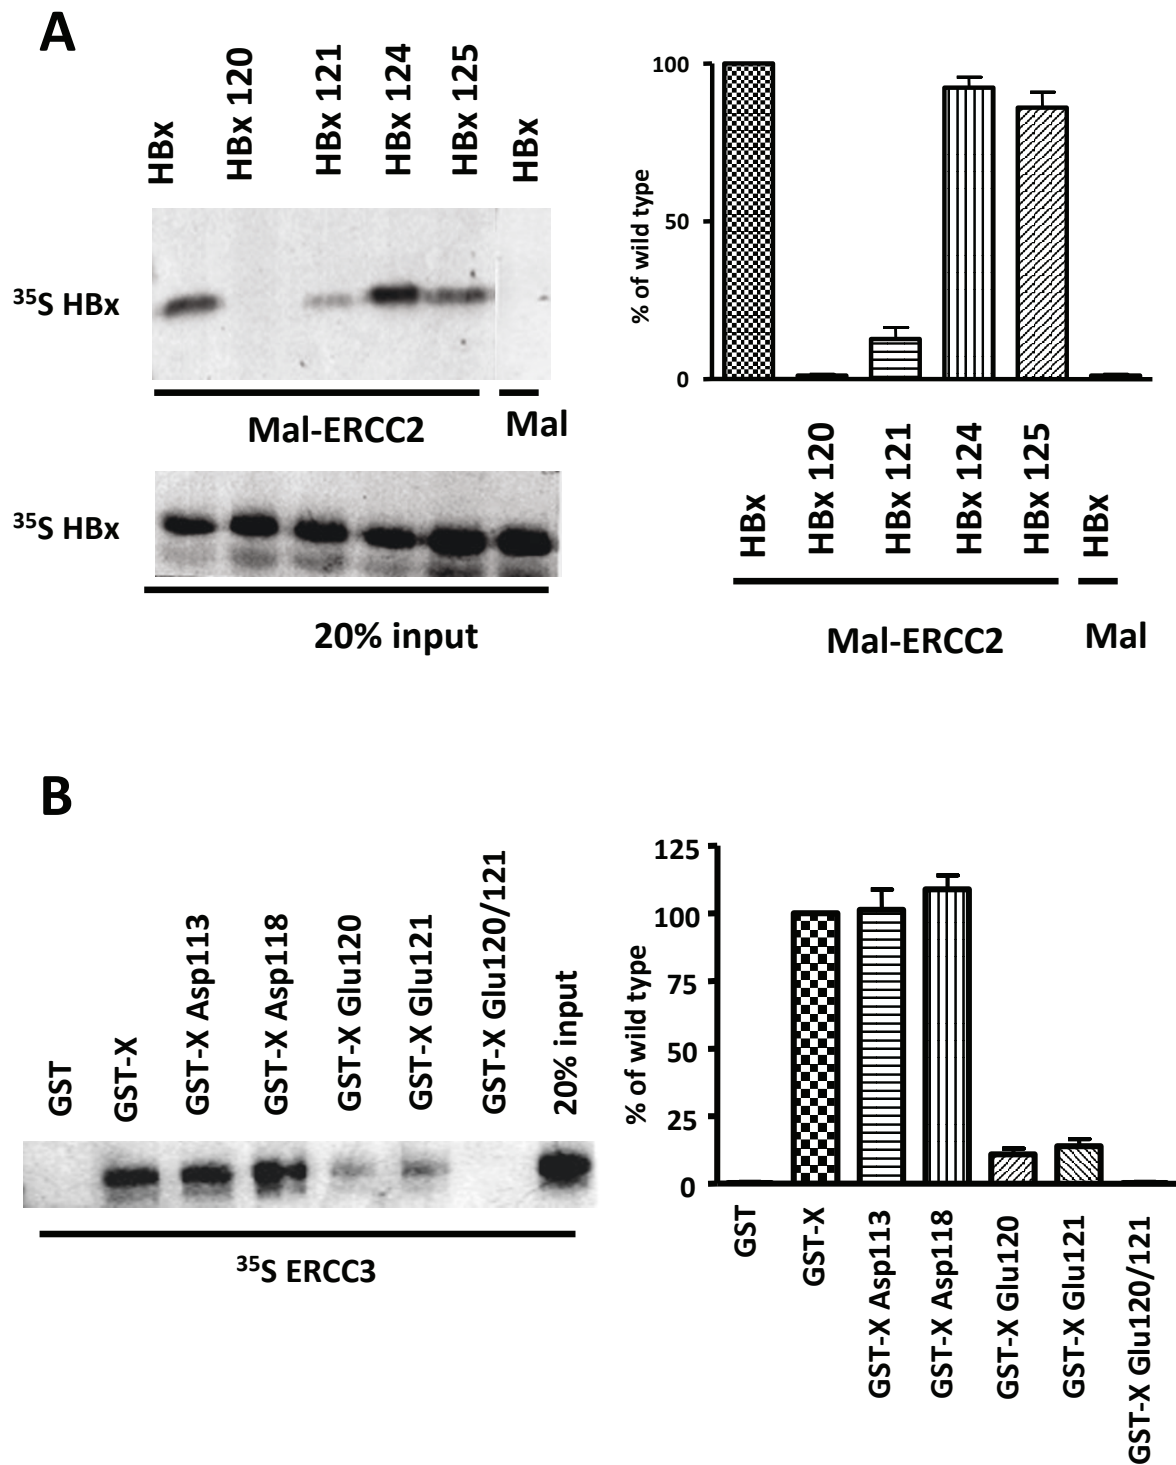 A
HBx
HBx 120
HBx 121
HBx 124
HBx 125
HBx
35S HBx
Mal-ERCC2
Mal
35S HBx
20% input
% of wild type
100
50
0
HBx
HBx 120
HBx 121
HBx 124
HBx 125
HBx
Mal-ERCC2
Mal
B
GST
GST-X
GST-X Asp113
GST-X Asp118
GST-X Glu120
GST-X Glu121
GST-X Glu120/121
20% input
35S ERCC3
% of wild type
125
100
75
50
25
0
GST
GST-X
GST-X Asp113
GST-X Asp118
GST-X Glu120
GST-X Glu121
GST-X Glu120/121